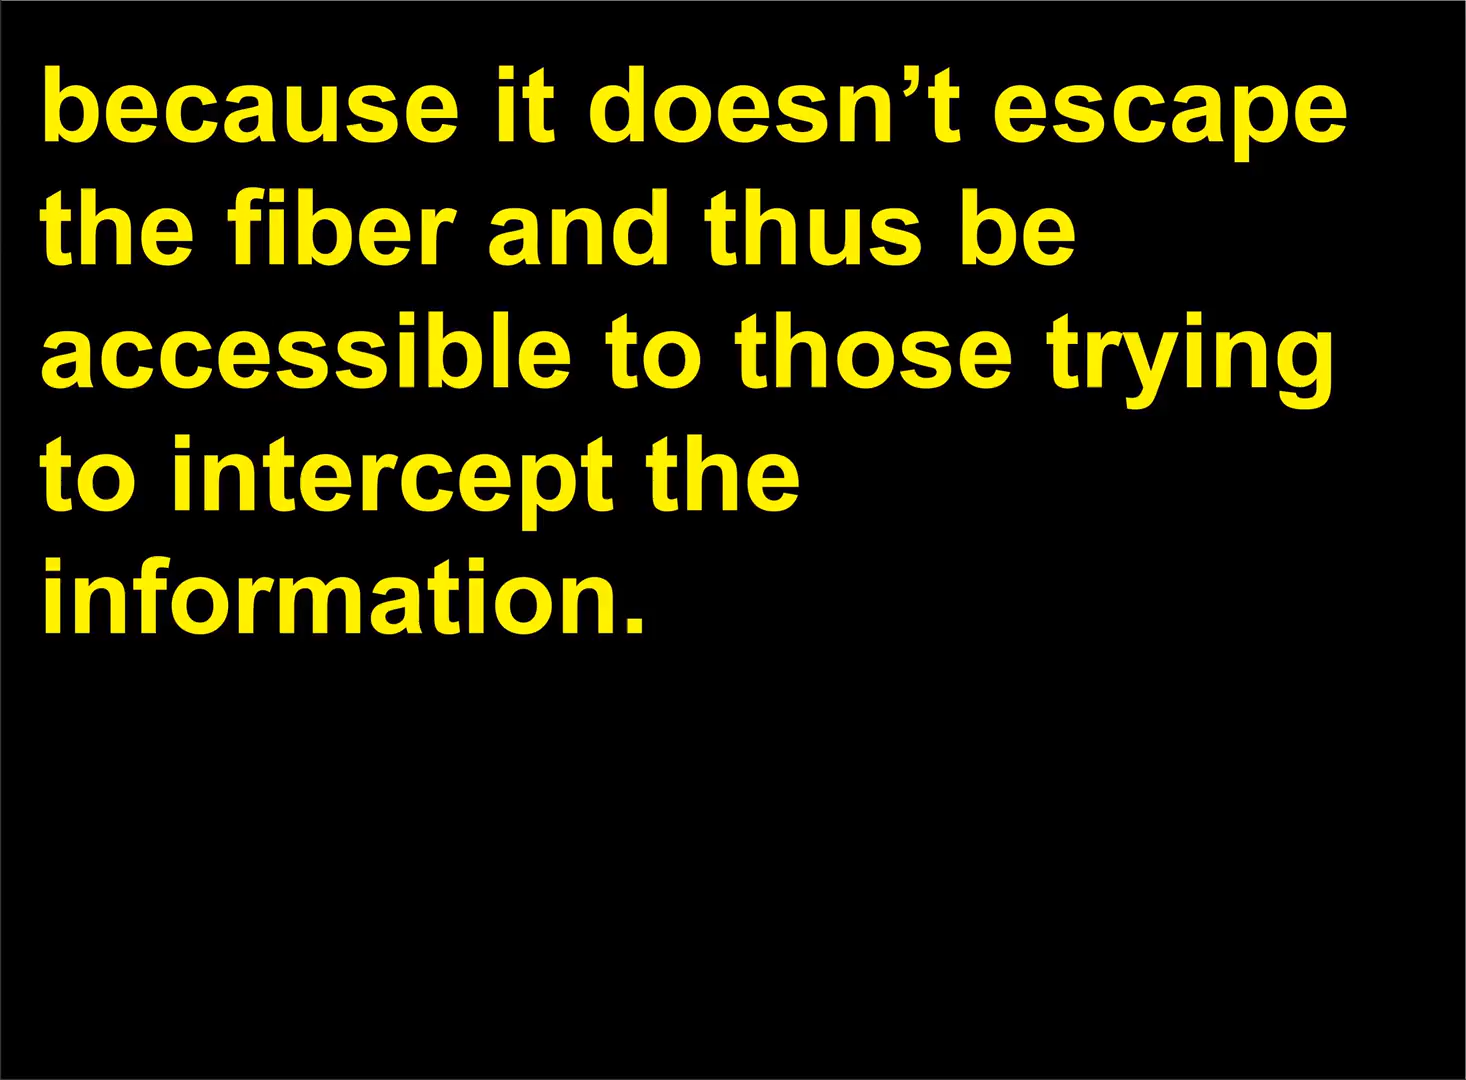 because it doesn’t escape
the fiber and thus be
accessible to those trying
to intercept the
information.